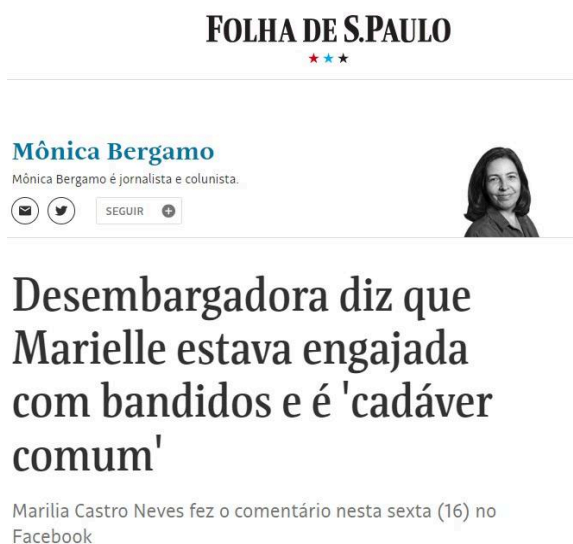 FOLHA DE S.PAULO
Mônica Bergamo
Mônica Bergamo é jornalista e colunista.
SEGUIR
Desembargadora diz que
Marielle estava engajada
com bandidos e é 'cadáver
comum'
Marilia Castro Neves fez o comentário nesta sexta (16) no
Facebook